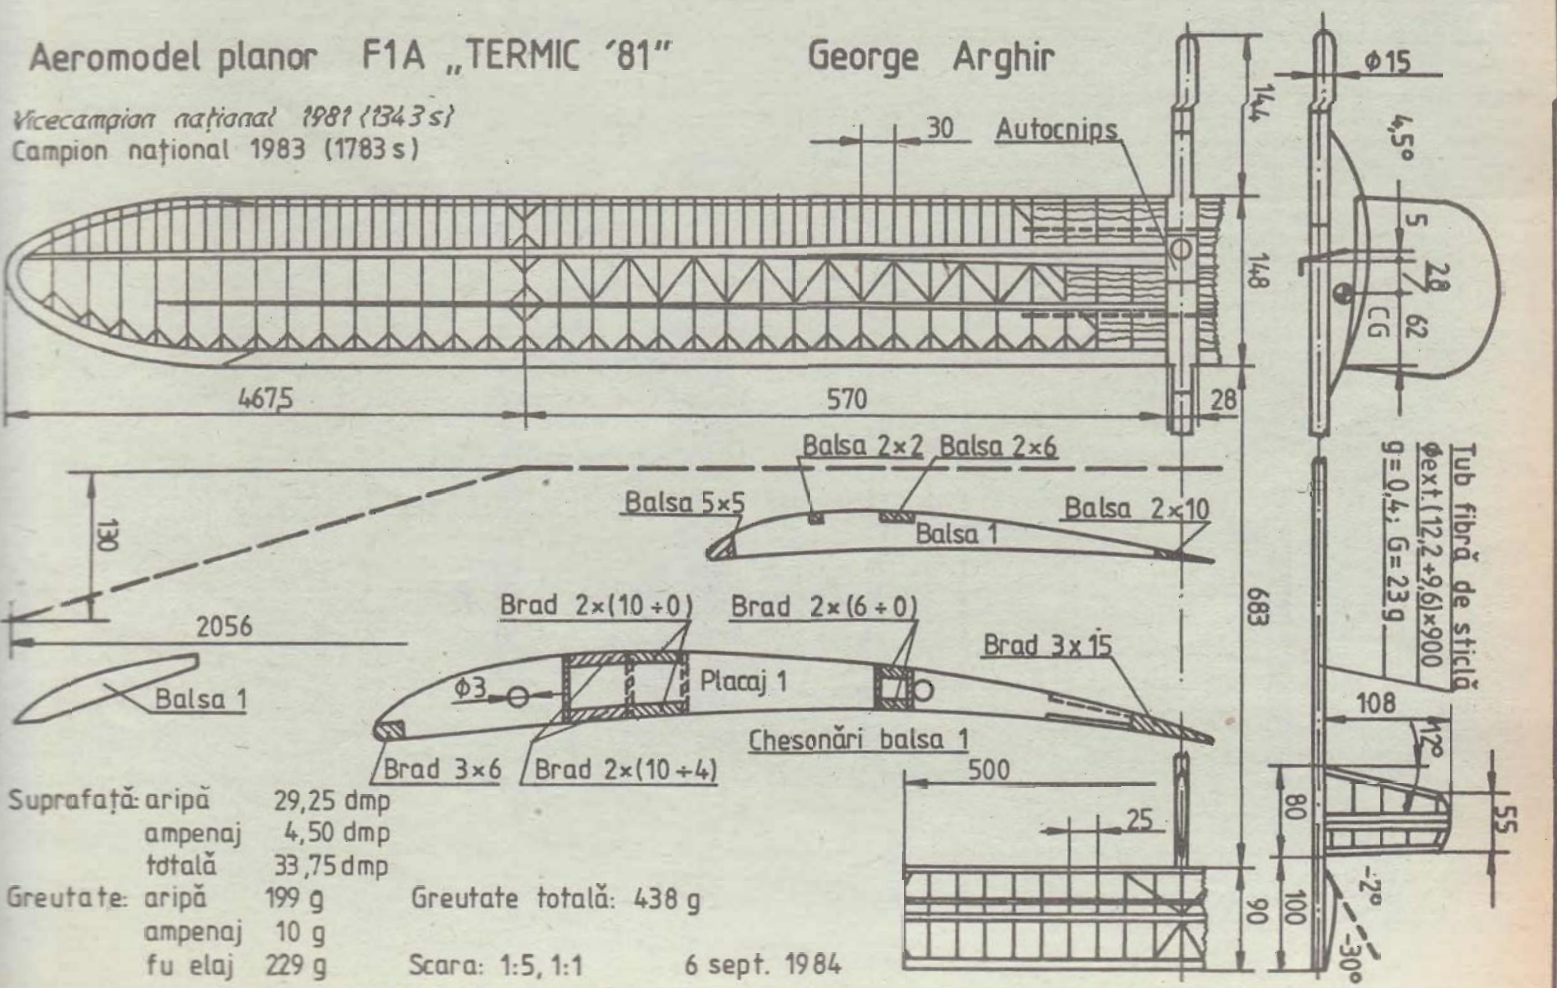 Aeromodel planor F1A „TERMIC '81" George Arghir
Vicecampion național 1981 (1343 s)
Campion național 1983 (1783 s)
30
Autocnips
144
148
Φ15
4,5°
5
28
62
CG
467,5
570
28
130
2056
Balsa 2×2
Balsa 2×6
Balsa 5×5
Balsa 2×10
Balsa 1
683
Tub fibră de sticlă
Φext.(12,2÷9,6)×900
g=0,4; G=23g
Brad 2×(10÷0)
Brad 2×(6÷0)
Brad 3×15
Φ3
Placaj 1
Balsa 1
Brad 3×6
Brad 2×(10÷4)
Chesonări balsa 1
108
12°
500
25
80
55
90
100
-2°
-30°
Suprafață: aripă 29,25 dmp
ampenaj 4,50 dmp
totală 33,75 dmp
Greutate: aripă 199 g
Greutate totală: 438 g
ampenaj 10 g
fu elaj 229 g
Scara: 1:5, 1:1
6 sept. 1984